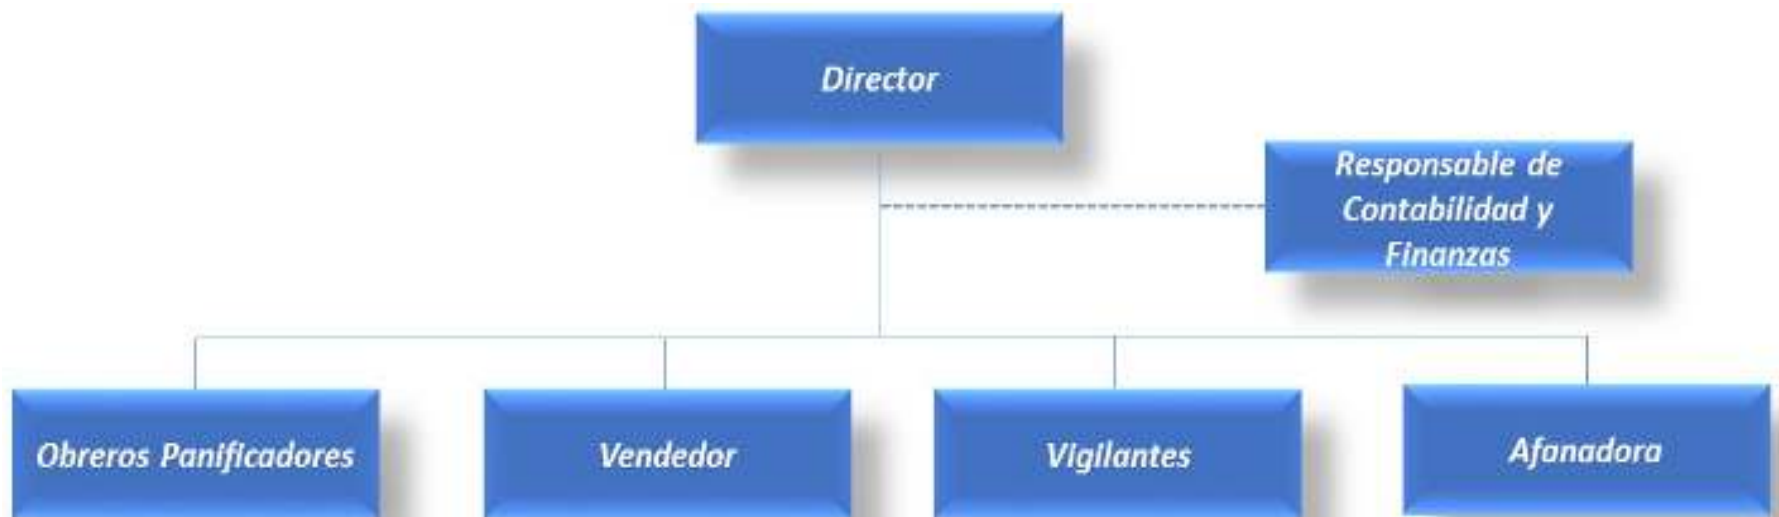 Director
Responsable de
Contabilidad y
Finanzas
Obreros Panificadores
Vendedor
Vigilantes
Afanadora